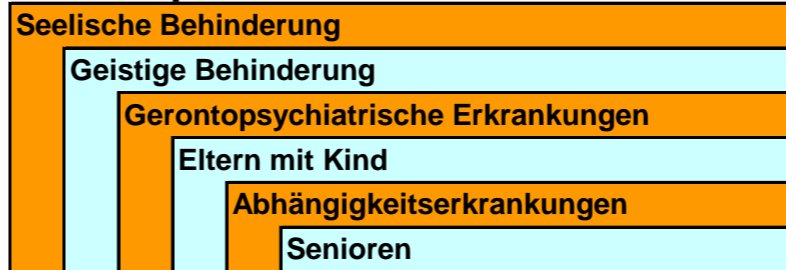 Seelische Behinderung
Geistige Behinderung
Gerontopsychiatrische Erkrankungen
Eltern mit Kind
Abhängigkeitserkrankungen
Senioren